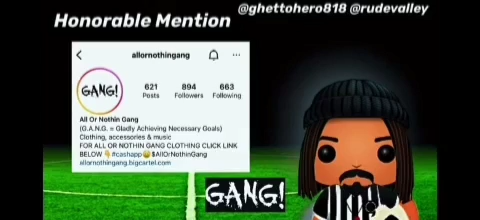 @ghettohero818 @rudevalley
Honorable Mention
allornothingang
GANG!
621 894 663
Posts Followers Following
All Or Nothin Gang
(G.A.N.G. = Gladly Achieving Necessary Goals)
Clothing, accessories & music
FOR ALL OR NOTHIN GANG CLOTHING CLICK LINK
BELOW 👇 #cashapp😄 $AllOrNothinGang
allornothingang.bigcartel.com
GANG!